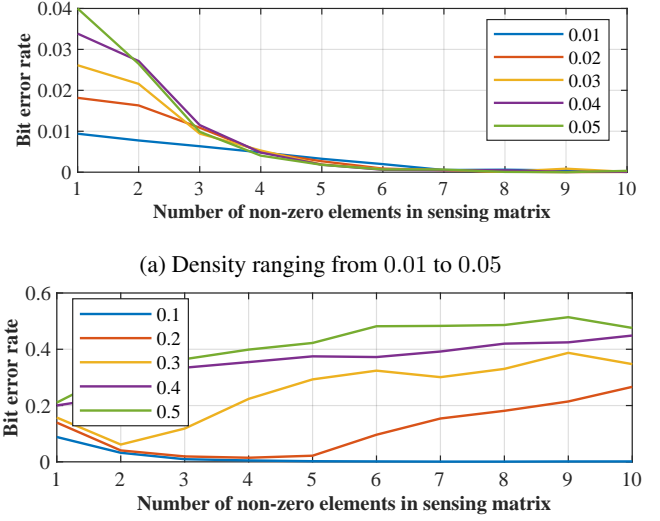 0.04
0.03
0.02
0.01
0
Bit error rate
0.01
0.02
0.03
0.04
0.05
1 2 3 4 5 6 7 8 9 10
Number of non-zero elements in sensing matrix
(a) Density ranging from 0.01 to 0.05
0.6
0.4
0.2
0
Bit error rate
0.1
0.2
0.3
0.4
0.5
1 2 3 4 5 6 7 8 9 10
Number of non-zero elements in sensing matrix